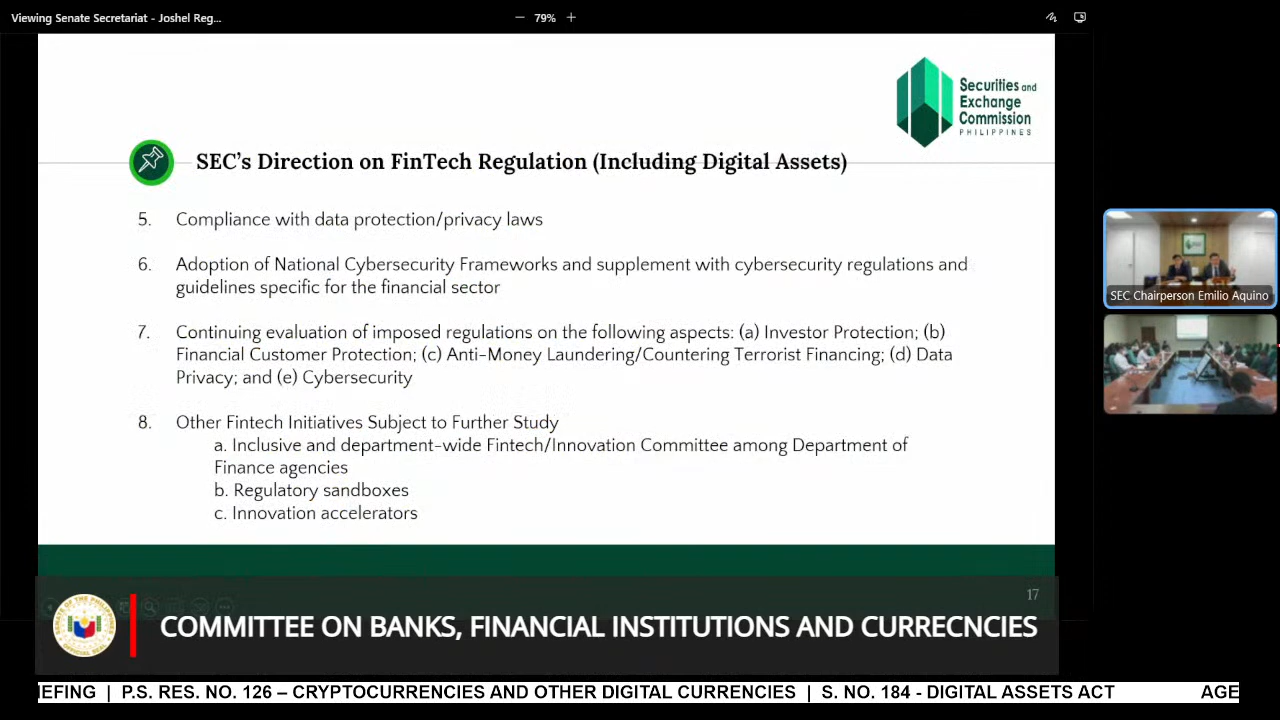 Viewing Senate Secretariat - Joshel Reg...
79%
Securities and
Exchange
Commission
PHILIPPINES
SEC's Direction on FinTech Regulation (Including Digital Assets)
5. Compliance with data protection/privacy laws
6. Adoption of National Cybersecurity Frameworks and supplement with cybersecurity regulations and
guidelines specific for the financial sector
7. Continuing evaluation of imposed regulations on the following aspects: (a) Investor Protection; (b)
Financial Customer Protection; (c) Anti-Money Laundering/Countering Terrorist Financing; (d) Data
Privacy; and (e) Cybersecurity
8. Other Fintech Initiatives Subject to Further Study
a. Inclusive and department-wide Fintech/Innovation Committee among Department of
Finance agencies
b. Regulatory sandboxes
c. Innovation accelerators
SEC Chairperson Emilio Aquino
17
COMMITTEE ON BANKS, FINANCIAL INSTITUTIONS AND CURRECNCIES
IEFING | P.S. RES. NO. 126 – CRYPTOCURRENCIES AND OTHER DIGITAL CURRENCIES | S. NO. 184 - DIGITAL ASSETS ACT AGE